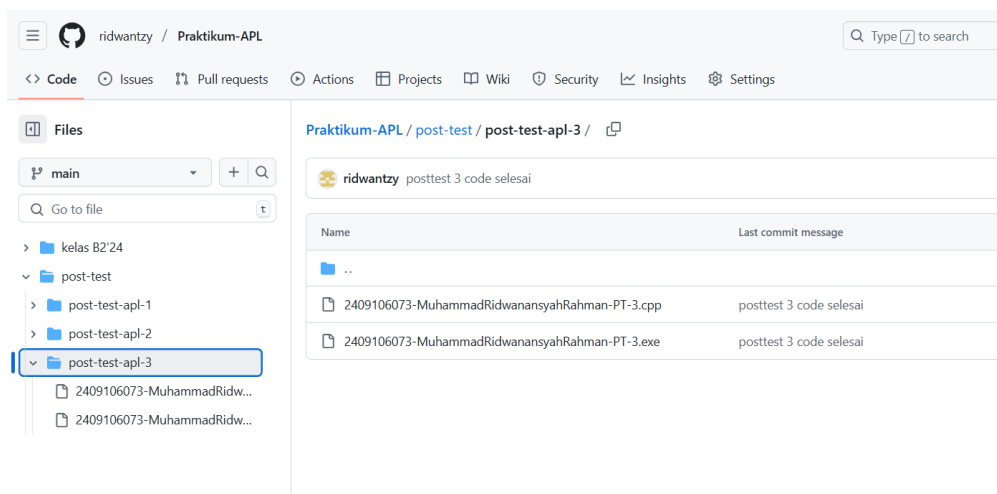 ridwantzy / Praktikum-APL
Type / to search
Code Issues Pull requests Actions Projects Wiki Security Insights Settings
Files
main
Go to file t
kelas B2'24
post-test
post-test-apl-1
post-test-apl-2
post-test-apl-3
2409106073-MuhammadRidw...
2409106073-MuhammadRidw...
Praktikum-APL / post-test / post-test-apl-3 /
ridwantzy posttest 3 code selesai
Name Last commit message
..
2409106073-MuhammadRidwanansyahRahman-PT-3.cpp posttest 3 code selesai
2409106073-MuhammadRidwanansyahRahman-PT-3.exe posttest 3 code selesai